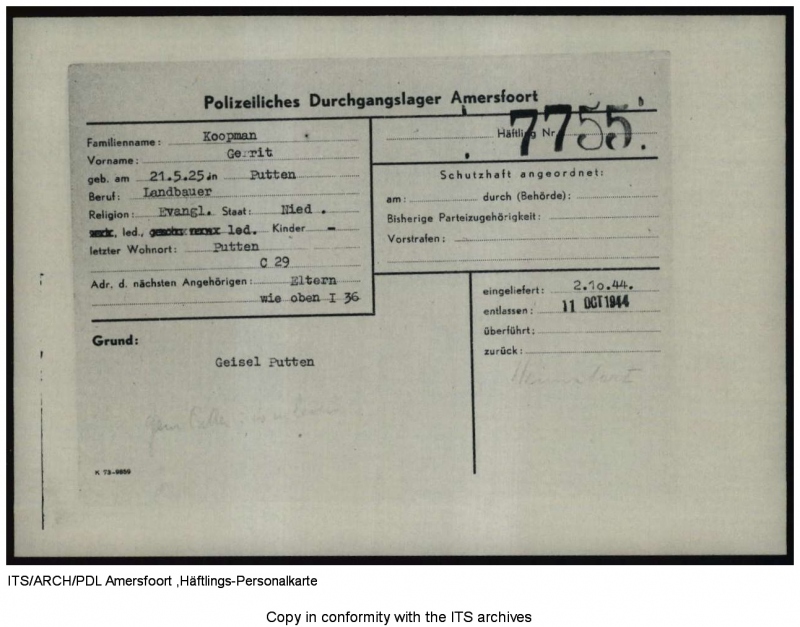 Polizeiliches Durchgangslager Amersfoort
Familienname: Koopman
Vorname: Gerrit
geb. am 21.5.25 in Putten
Beruf: Landbauer
Religion: Evangl. Staat: Nied.
led., led. Kinder -
letzter Wohnort: Putten
C 29
Adr. d. nächsten Angehörigen: Eltern
wie oben I 36
Häftling Nr. 7755.
Schutzhaft angeordnet:
am: durch (Behörde):
Bisherige Parteizugehörigkeit:
Vorstrafen:
eingeliefert: 2.10.44.
entlassen: 11 OCT 1944
überführt:
zurück:
Grund:
Geisel Putten
K 73-9859
ITS/ARCH/PDL Amersfoort ,Häftlings-Personalkarte
Copy in conformity with the ITS archives